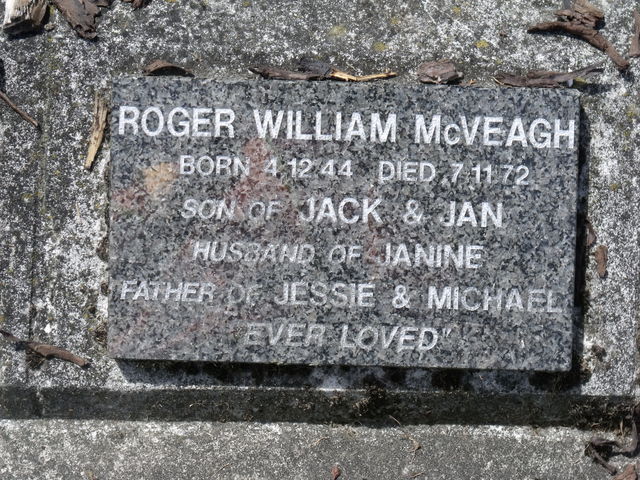 ROGER WILLIAM McVEAGH
BORN 4.12.44 DIED 7.11.72
SON OF JACK & JAN
HUSBAND OF JANINE
FATHER OF JESSIE & MICHAEL
"EVER LOVED"